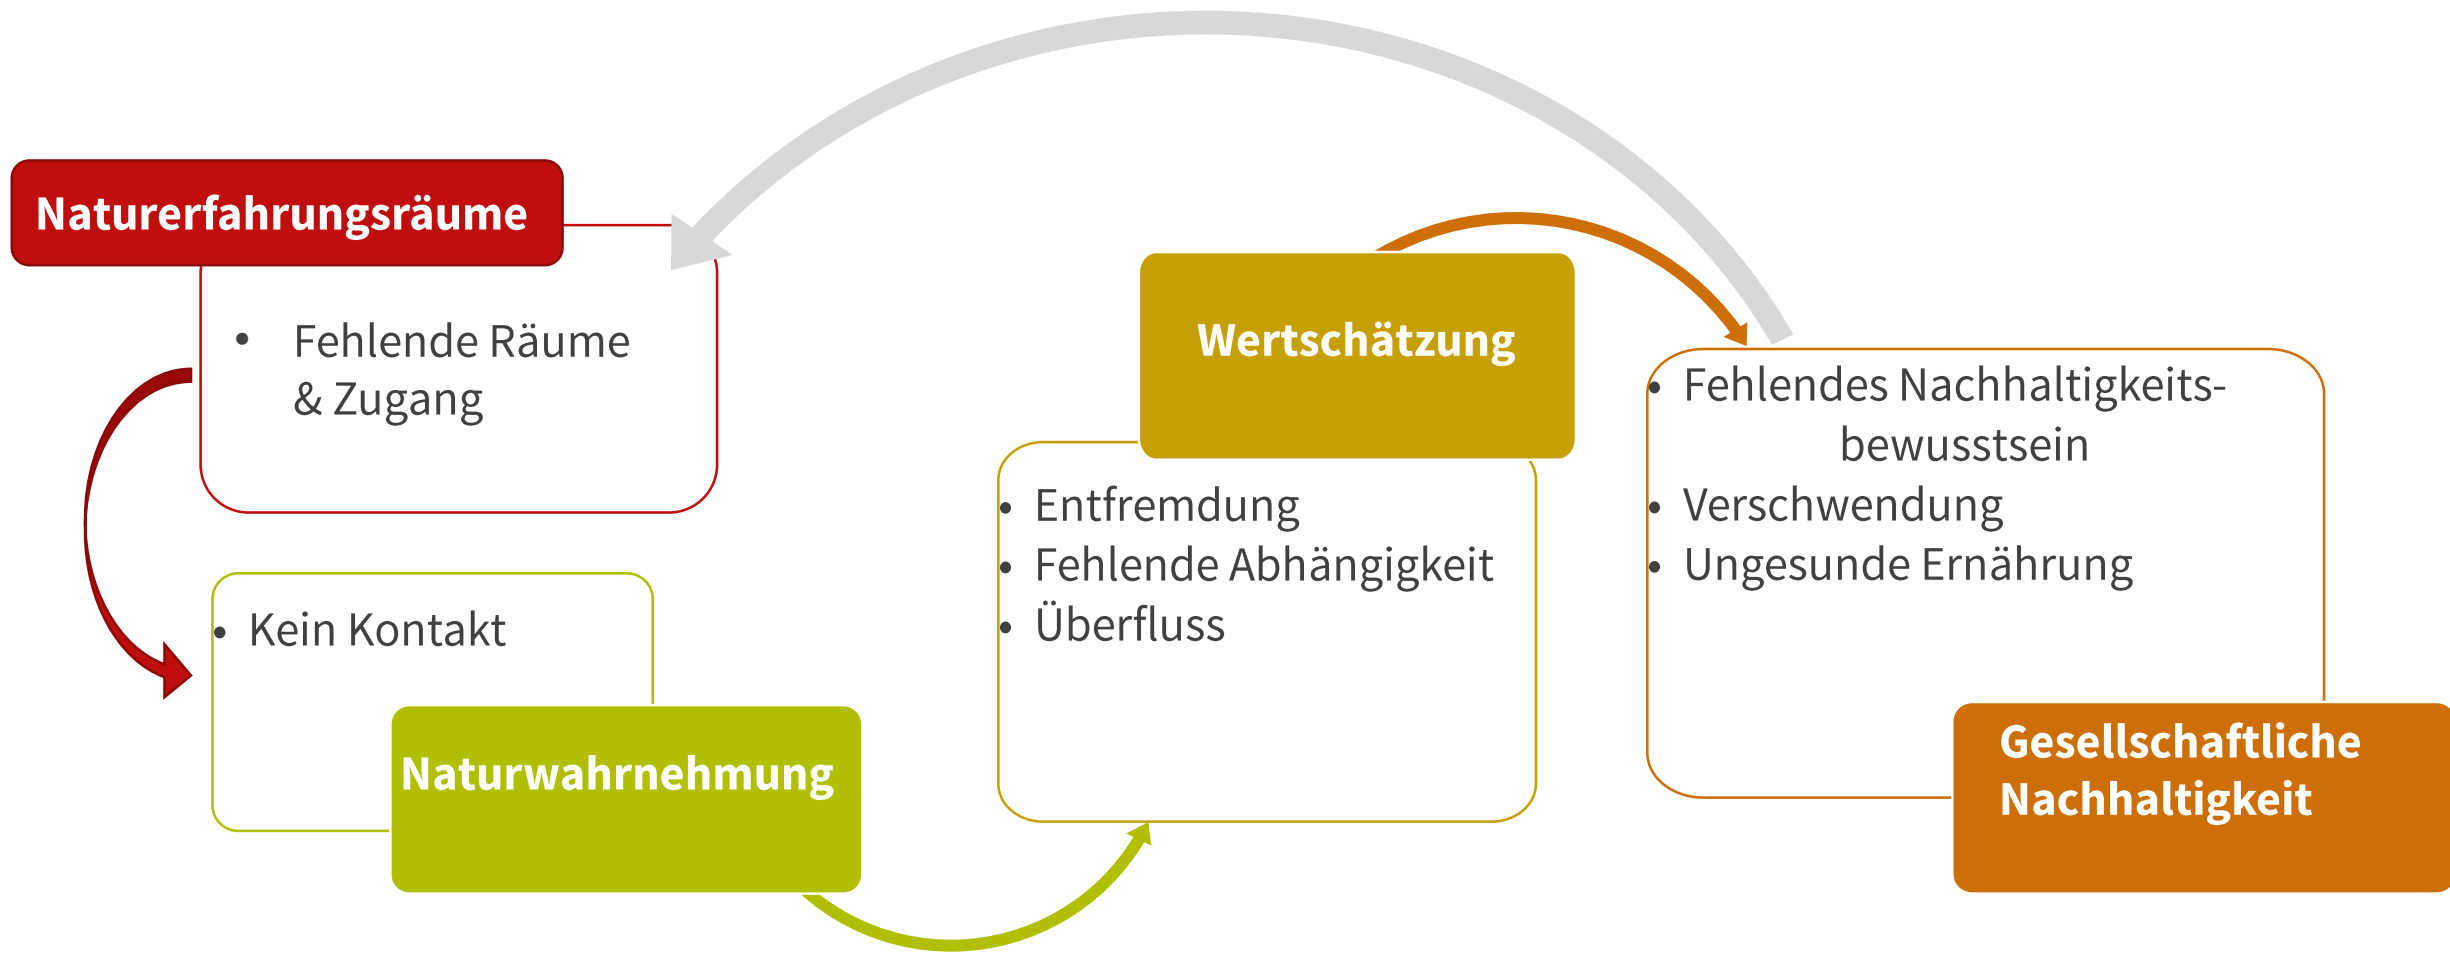 Naturerfahrungsräume
• Fehlende Räume
& Zugang
• Kein Kontakt
Naturwahrnehmung
Wertschätzung
• Entfremdung
• Fehlende Abhängigkeit
• Überfluss
• Fehlendes Nachhaltigkeits-
bewusstsein
• Verschwendung
• Ungesunde Ernährung
Gesellschaftliche
Nachhaltigkeit